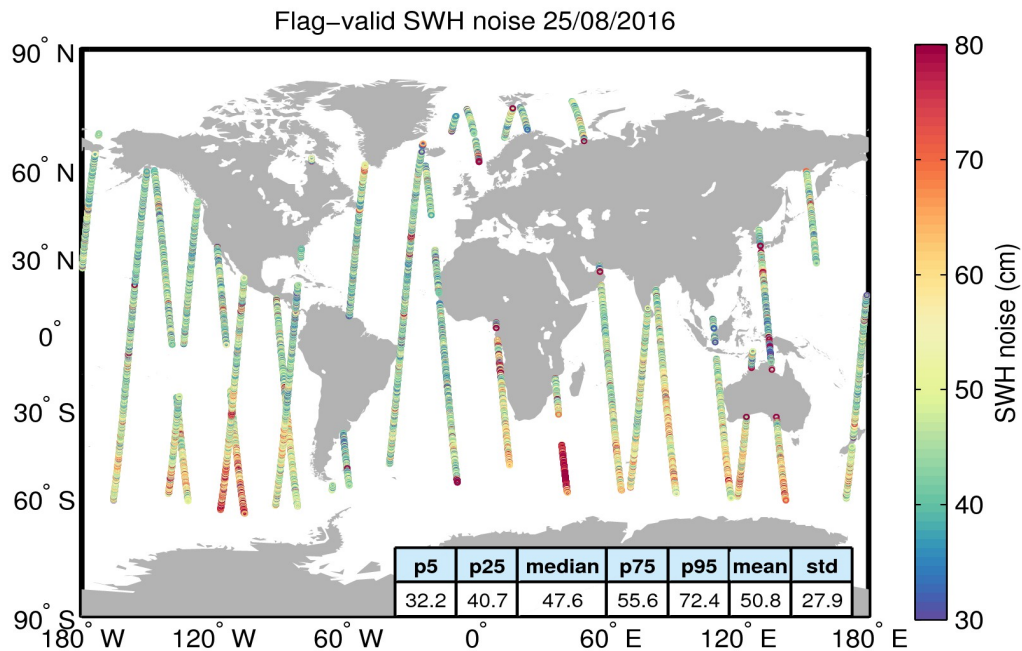 Flag−valid SWH noise 25/08/2016
90° N
60° N
30° N
0°
30° S
60° S
90° S
180° W
120° W
60° W
0°
60° E
120° E
180° E
80
70
60
50
40
30
SWH noise (cm)
p5 p25 median p75 p95 mean std
32.2 40.7 47.6 55.6 72.4 50.8 27.9